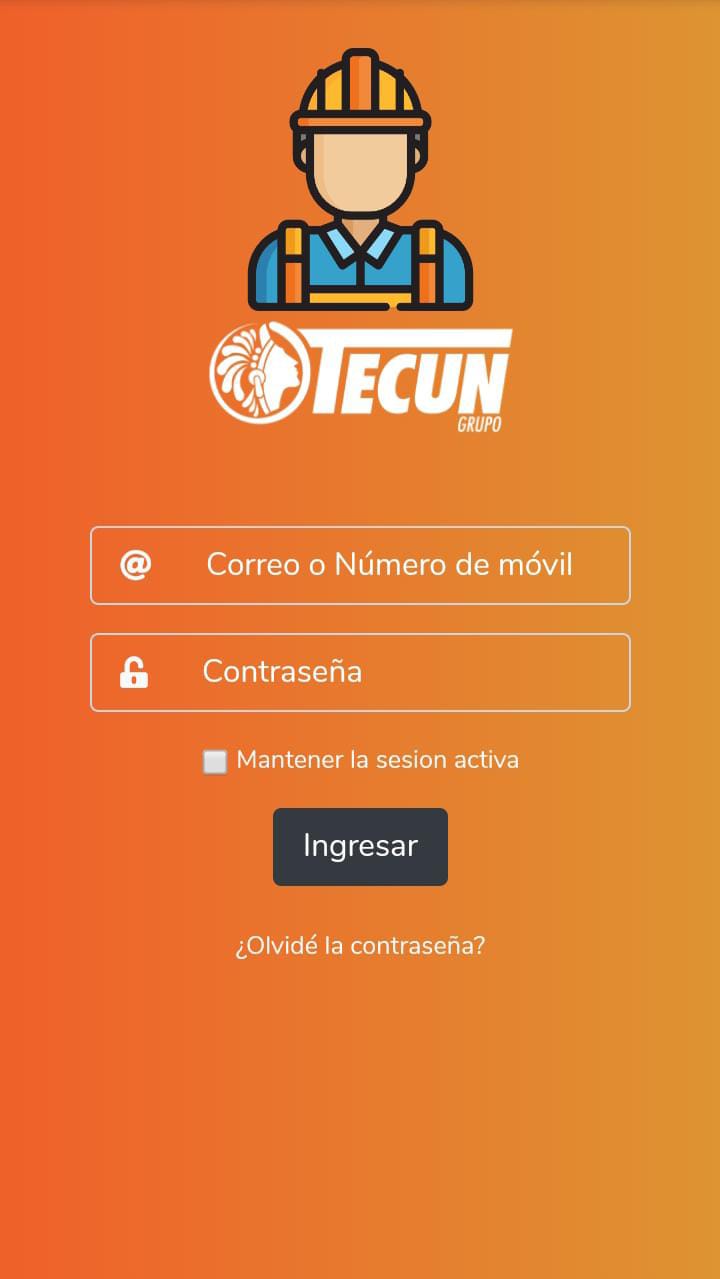 TECUN
GRUPO
Correo o Número de móvil
Contraseña
Mantener la sesion activa
Ingresar
¿Olvidé la contraseña?